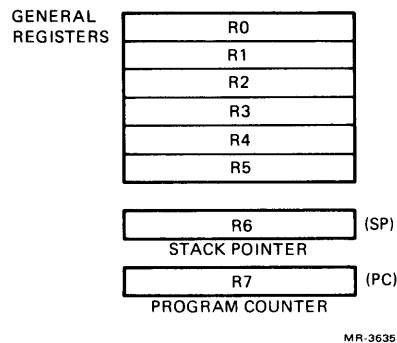 GENERAL
REGISTERS
R0
R1
R2
R3
R4
R5
R6 (SP)
STACK POINTER
R7 (PC)
PROGRAM COUNTER
MR-3635